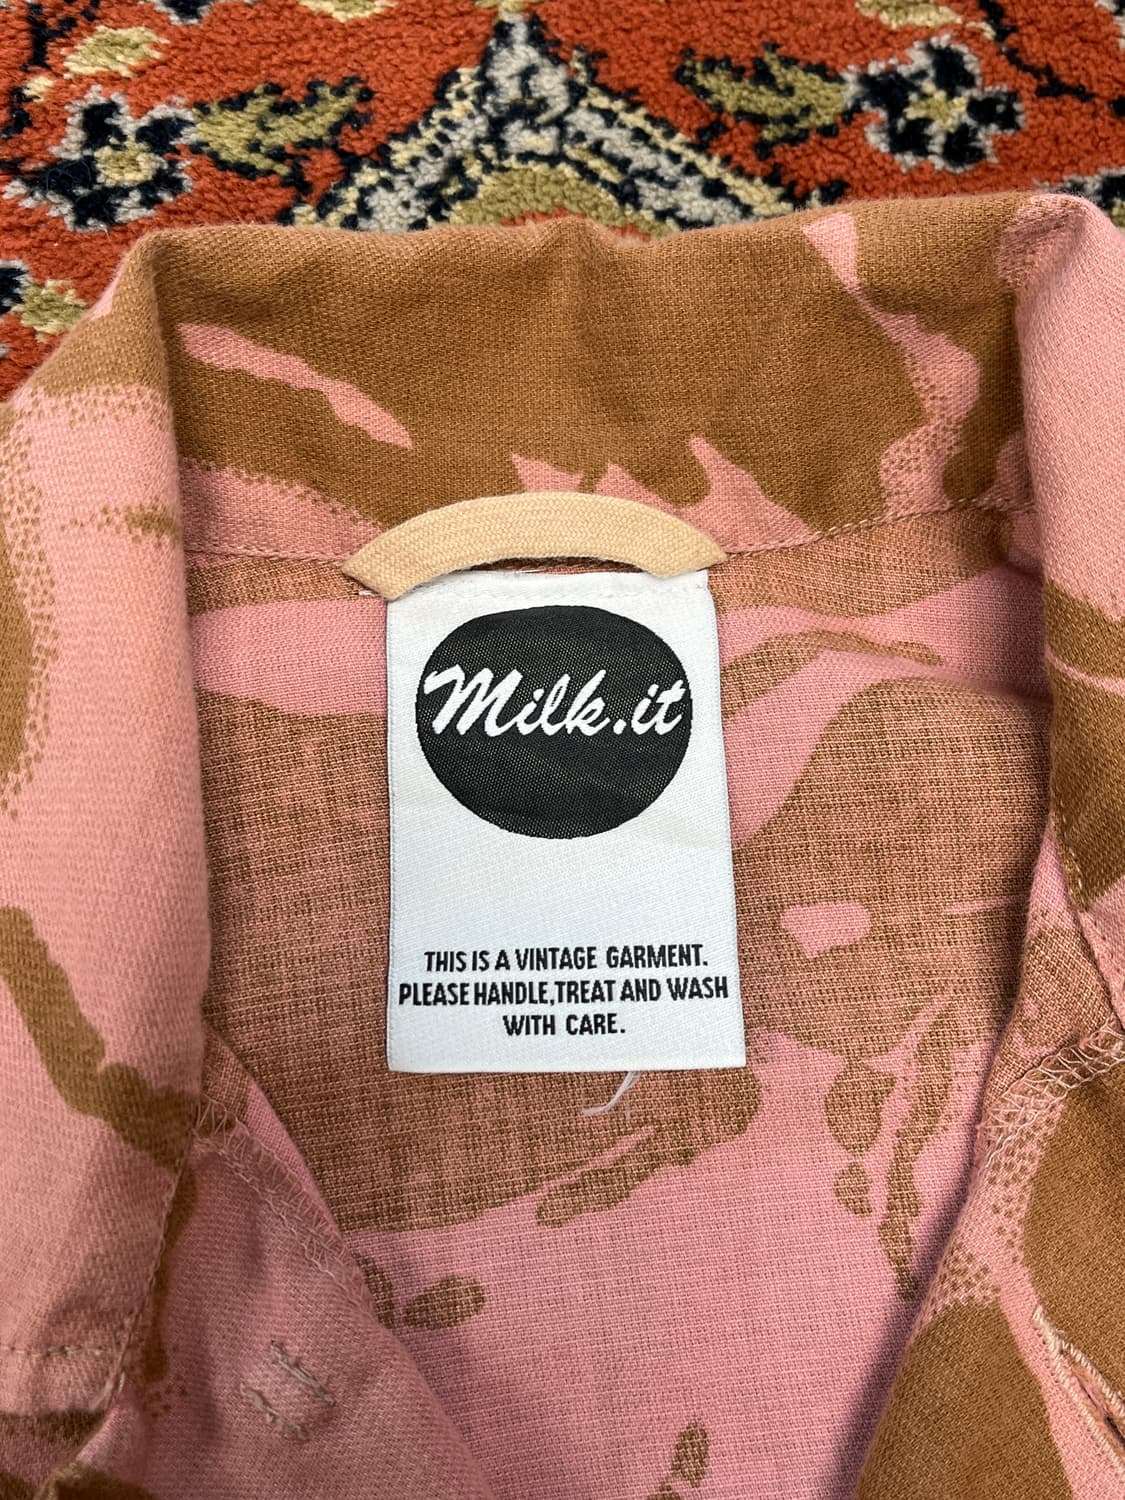 Milk.it
THIS IS A VINTAGE GARMENT.
PLEASE HANDLE,TREAT AND WASH
WITH CARE.